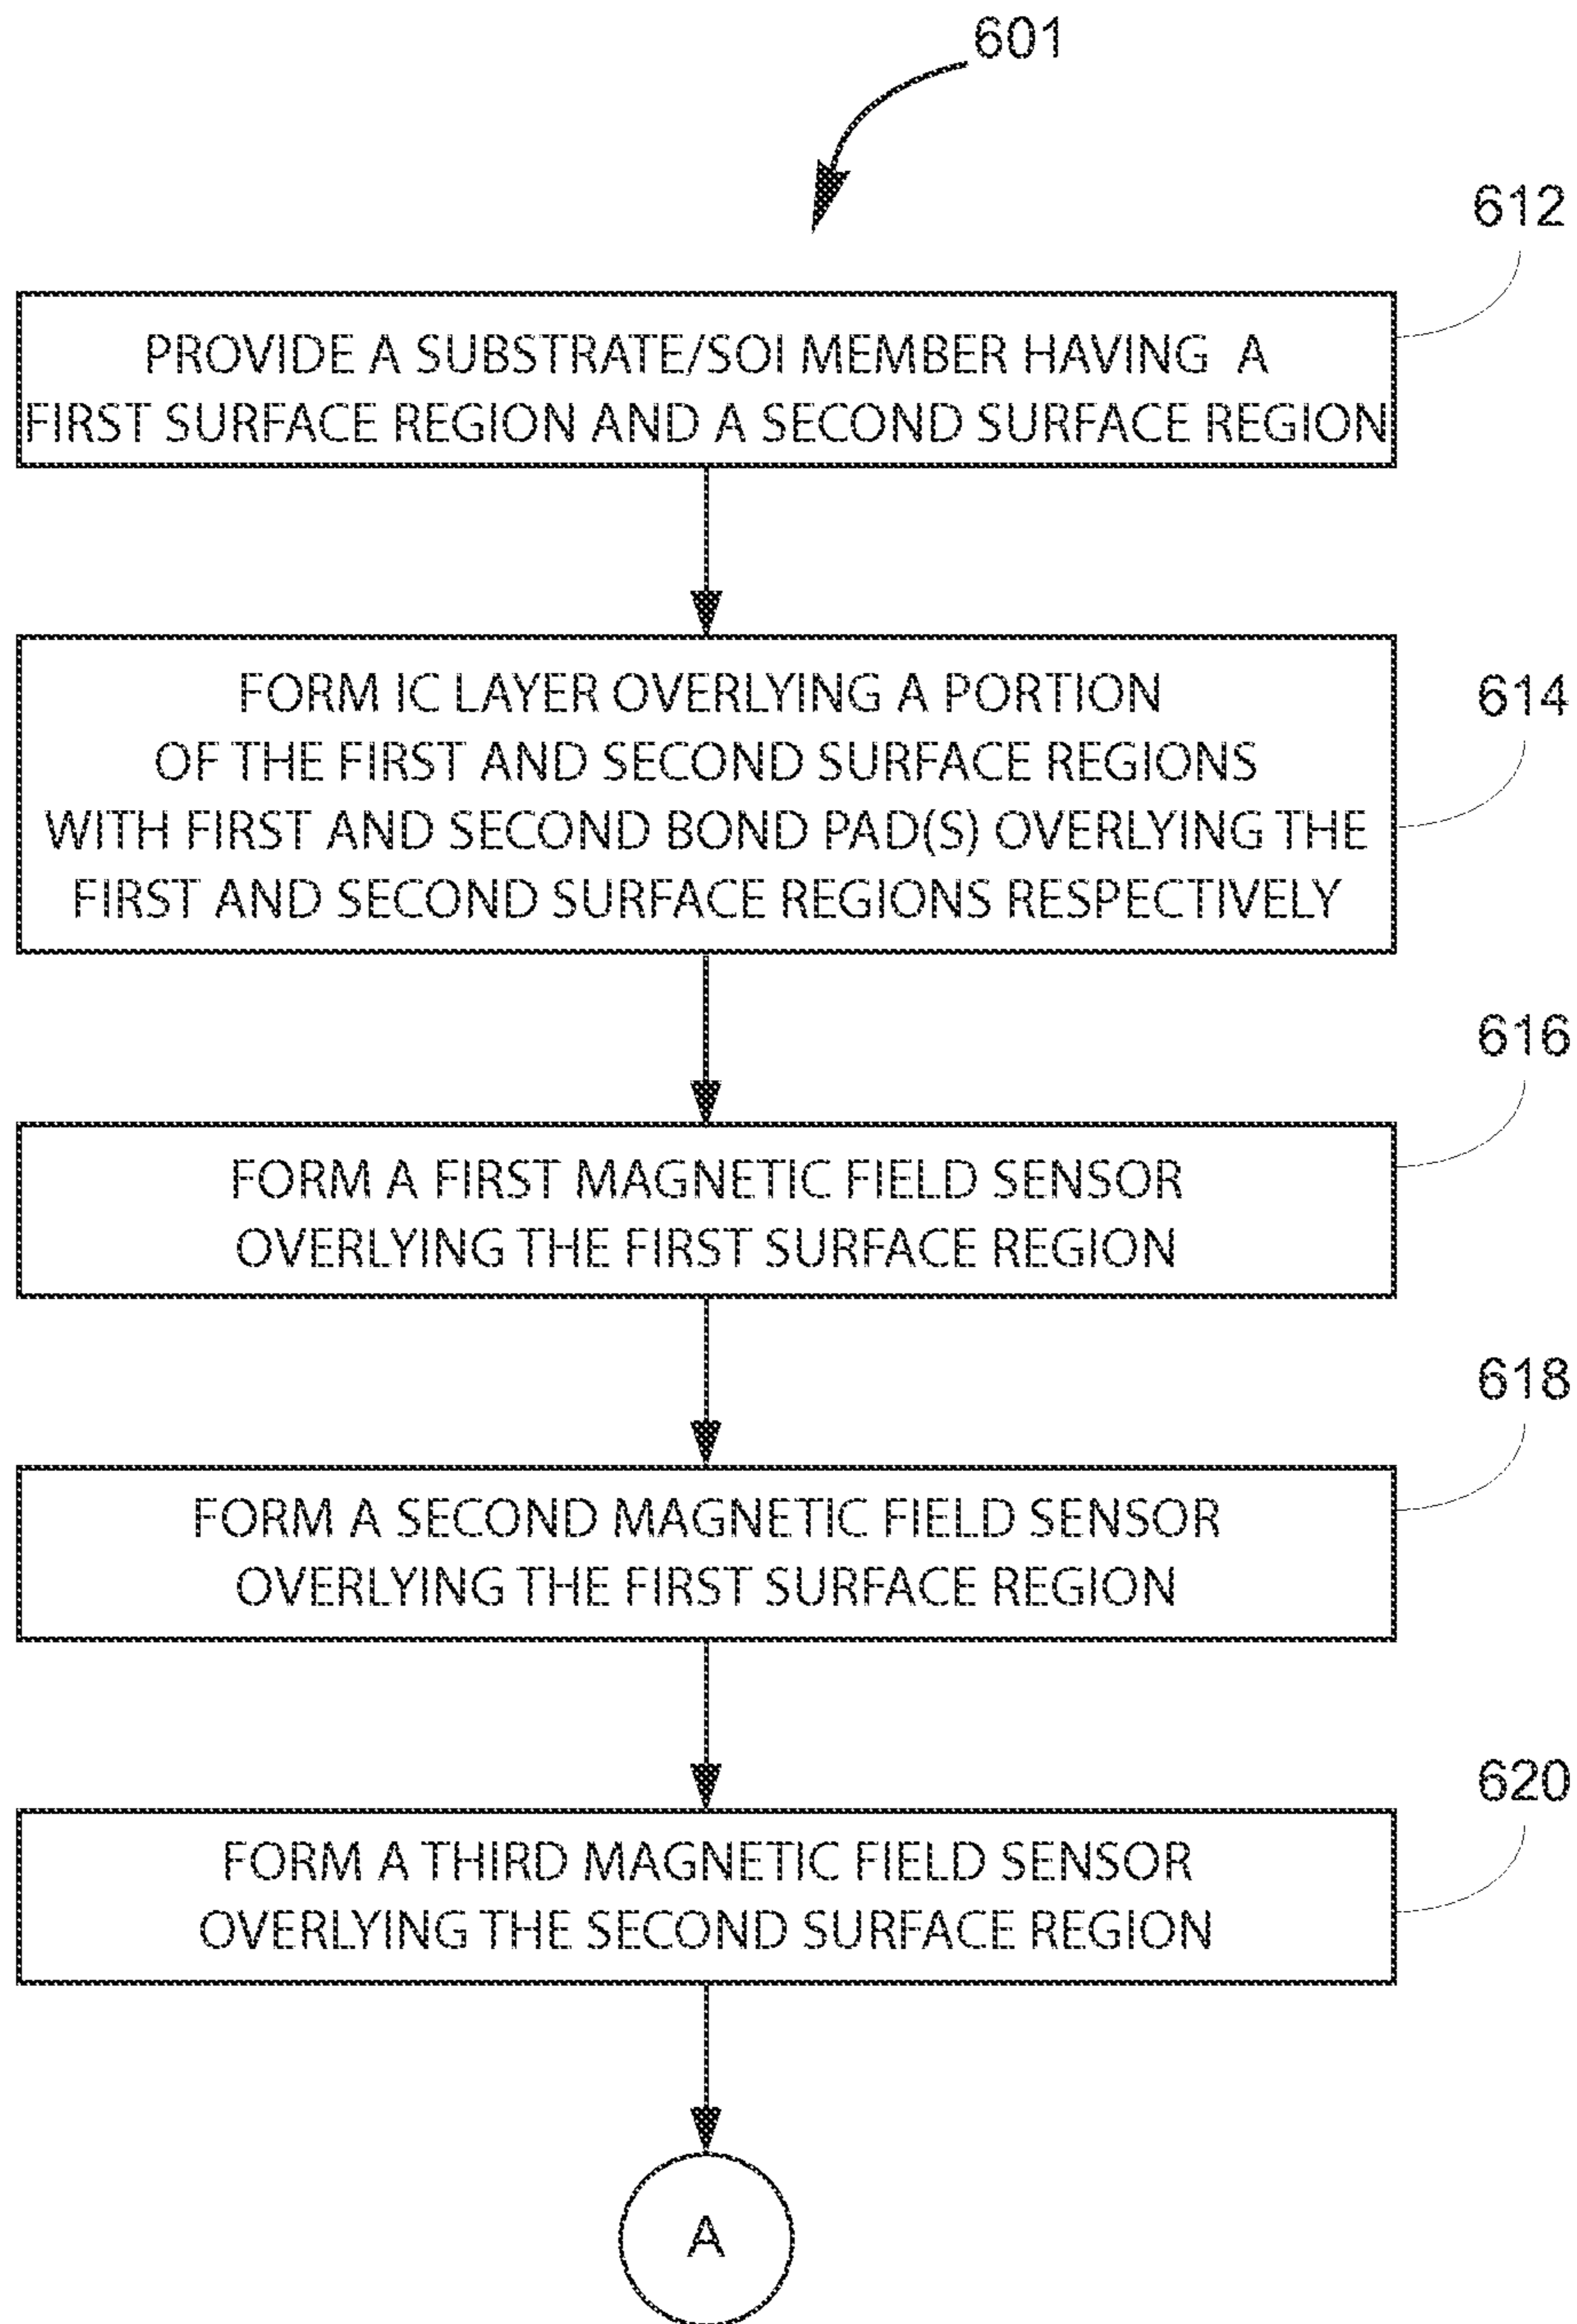 601
612
PROVIDE A SUBSTRATE/SOI MEMBER HAVING A
FIRST SURFACE REGION AND A SECOND SURFACE REGION
614
FORM IC LAYER OVERLYING A PORTION
OF THE FIRST AND SECOND SURFACE REGIONS
WITH FIRST AND SECOND BOND PAD(S) OVERLYING THE
FIRST AND SECOND SURFACE REGIONS RESPECTIVELY
616
FORM A FIRST MAGNETIC FIELD SENSOR
OVERLYING THE FIRST SURFACE REGION
618
FORM A SECOND MAGNETIC FIELD SENSOR
OVERLYING THE FIRST SURFACE REGION
620
FORM A THIRD MAGNETIC FIELD SENSOR
OVERLYING THE SECOND SURFACE REGION
A